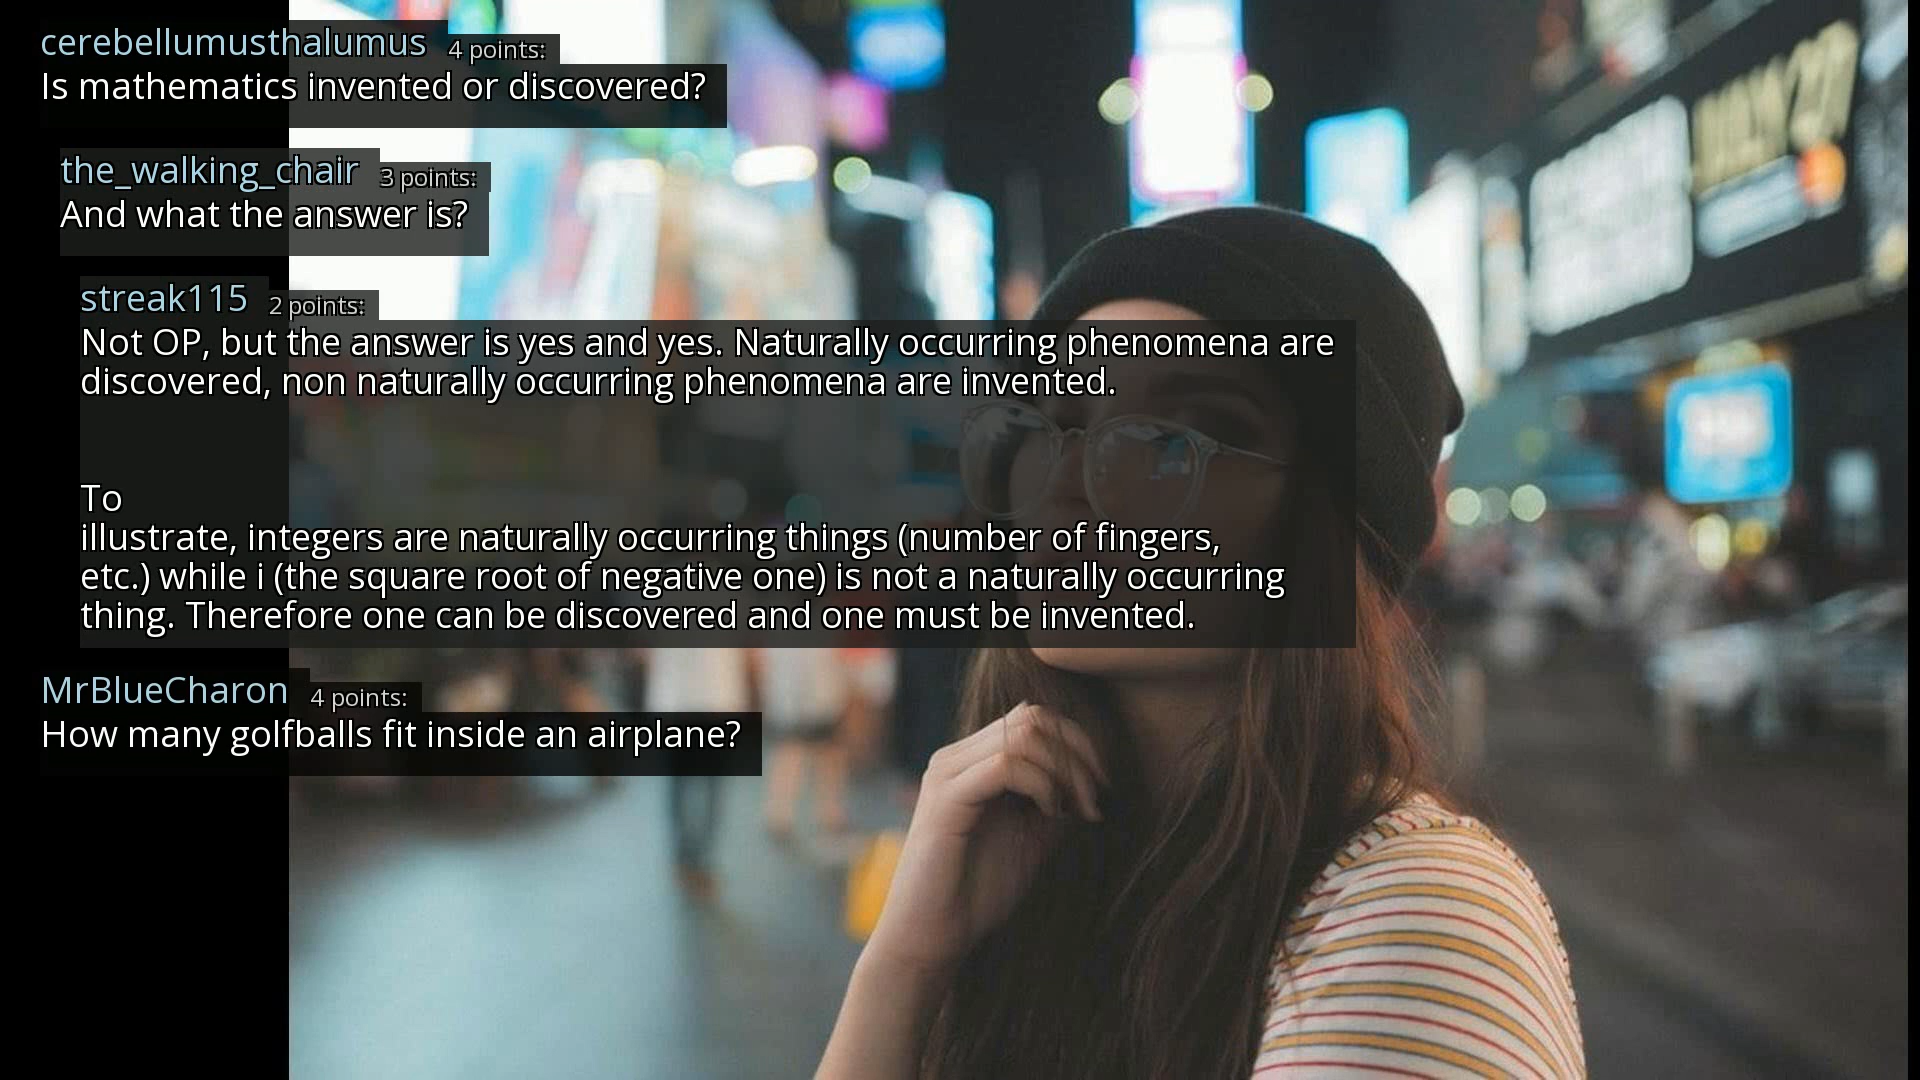 cerebellumusthalumus 4 points:
Is mathematics invented or discovered?
the_walking_chair 3 points:
And what the answer is?
streak115 2 points:
Not OP, but the answer is yes and yes. Naturally occurring phenomena are
discovered, non naturally occurring phenomena are invented.
To
illustrate, integers are naturally occurring things (number of fingers,
etc.) while i (the square root of negative one) is not a naturally occurring
thing. Therefore one can be discovered and one must be invented.
MrBlueCharon 4 points:
How many golfballs fit inside an airplane?